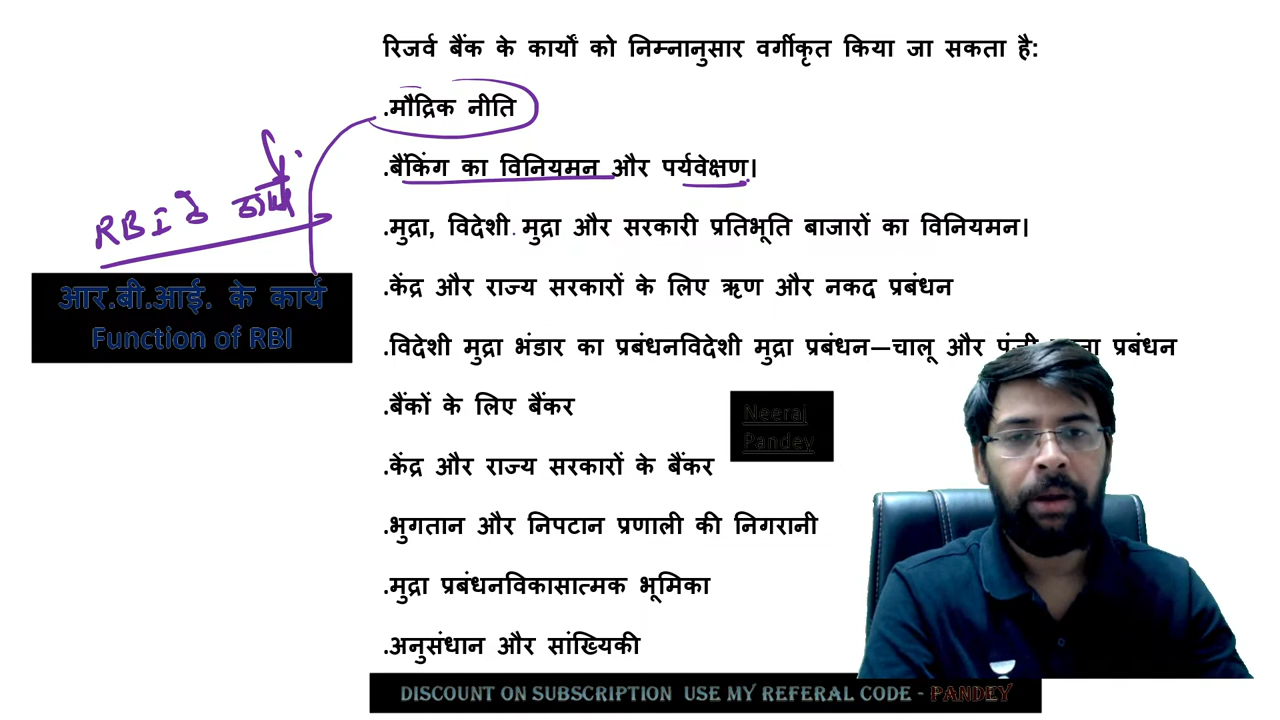 रिजर्व बैंक के कार्यों को निम्नानुसार वर्गीकृत किया जा सकता है:
.मौद्रिक नीति
.बैंकिंग का विनियमन और पर्यवेक्षण।
RBI के कार्य
.मुद्रा, विदेशी मुद्रा और सरकारी प्रतिभूति बाजारों का विनियमन।
आर.बी.आई. के कार्य
Function of RBI
.केंद्र और राज्य सरकारों के लिए ऋण और नकद प्रबंधन
.विदेशी मुद्रा भंडार का प्रबंधनविदेशी मुद्रा प्रबंधन—चालू और प्रबंधन
.बैंकों के लिए बैंकर
Neeraj
Pandey
.केंद्र और राज्य सरकारों के बैंकर
.भुगतान और निपटान प्रणाली की निगरानी
.मुद्रा प्रबंधनविकासात्मक भूमिका
.अनुसंधान और सांख्यिकी
DISCOUNT ON SUBSCRIPTION USE MY REFERAL CODE - PANDEY